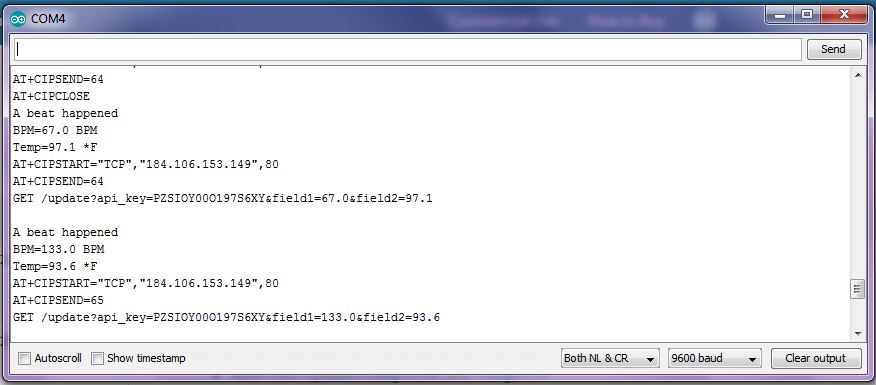 COM4
Send
AT+CIPSEND=64
AT+CIPCLOSE
A beat happened
BPM=67.0 BPM
Temp=97.1 *F
AT+CIPSTART="TCP","184.106.153.149",80
AT+CIPSEND=64
GET /update?api_key=PZSIOY00O197S6XY&field1=67.0&field2=97.1
A beat happened
BPM=133.0 BPM
Temp=93.6 *F
AT+CIPSTART="TCP","184.106.153.149",80
AT+CIPSEND=65
GET /update?api_key=PZSIOY00O197S6XY&field1=133.0&field2=93.6
Autoscroll Show timestamp Both NL & CR 9600 baud Clear output